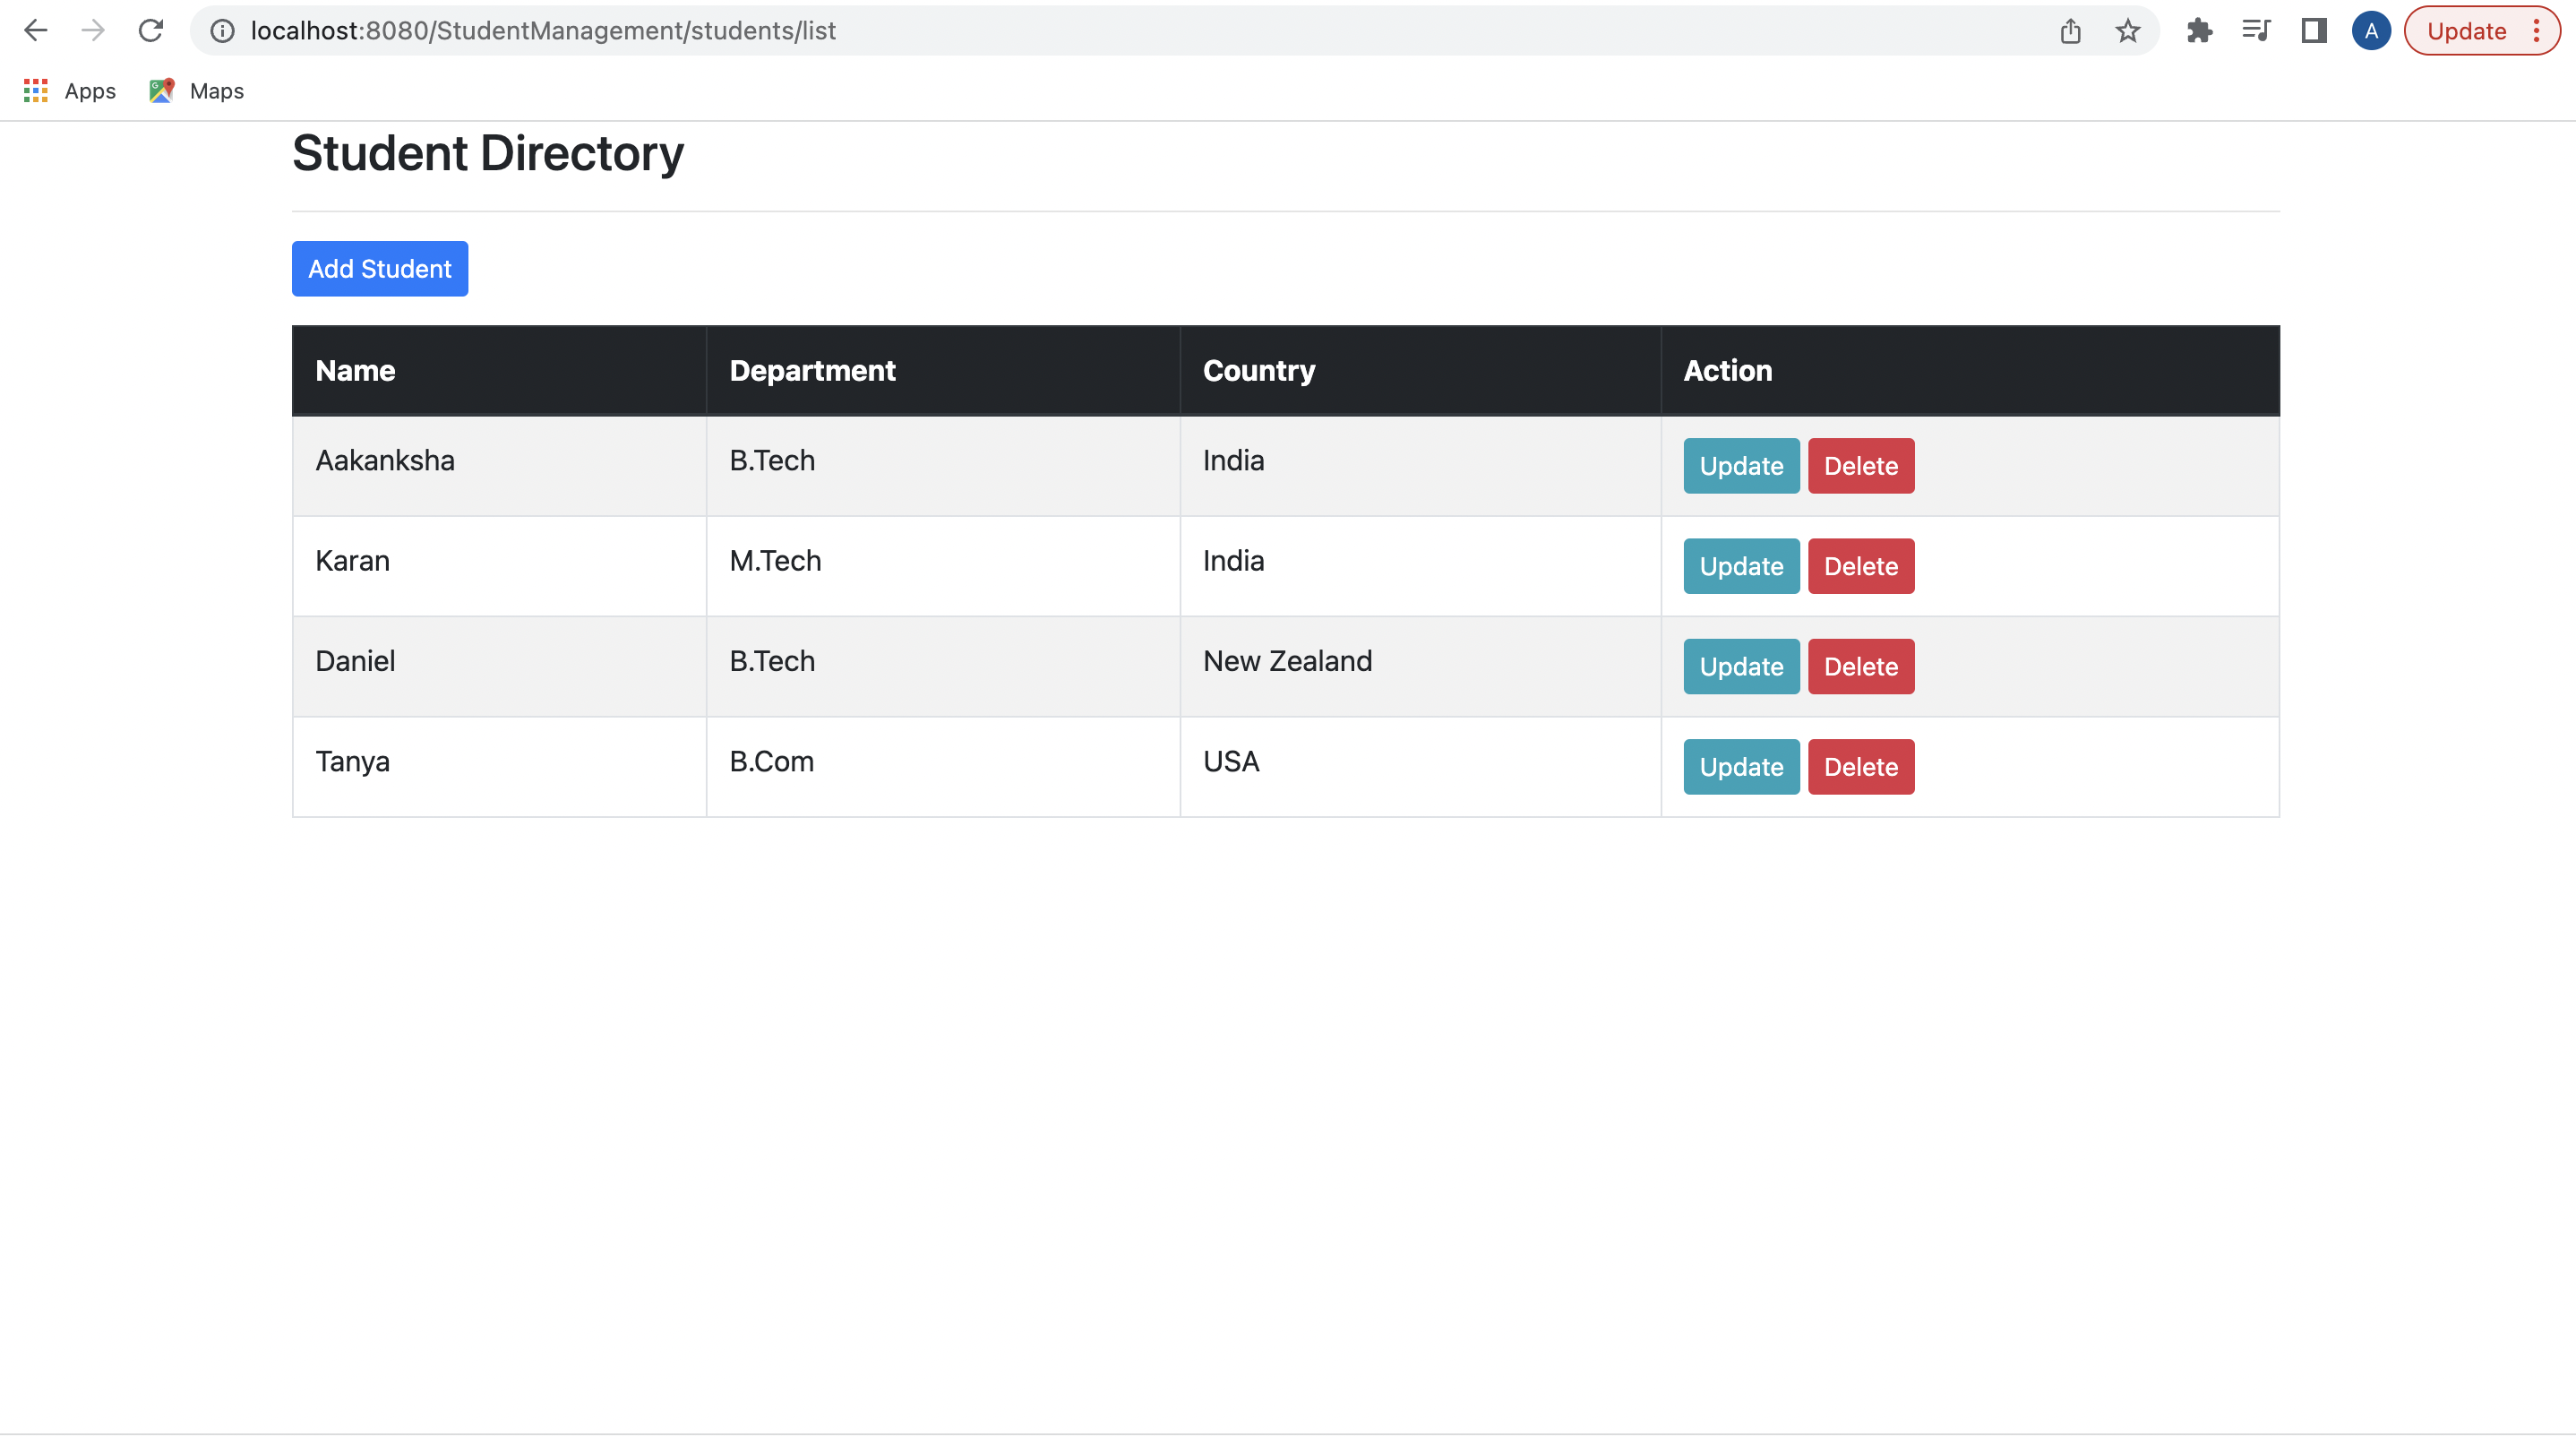 localhost:8080/StudentManagement/students/list A Update
Apps Maps
Student Directory
Add Student
Name Department Country Action
Aakanksha B.Tech India Update Delete
Karan M.Tech India Update Delete
Daniel B.Tech New Zealand Update Delete
Tanya B.Com USA Update Delete